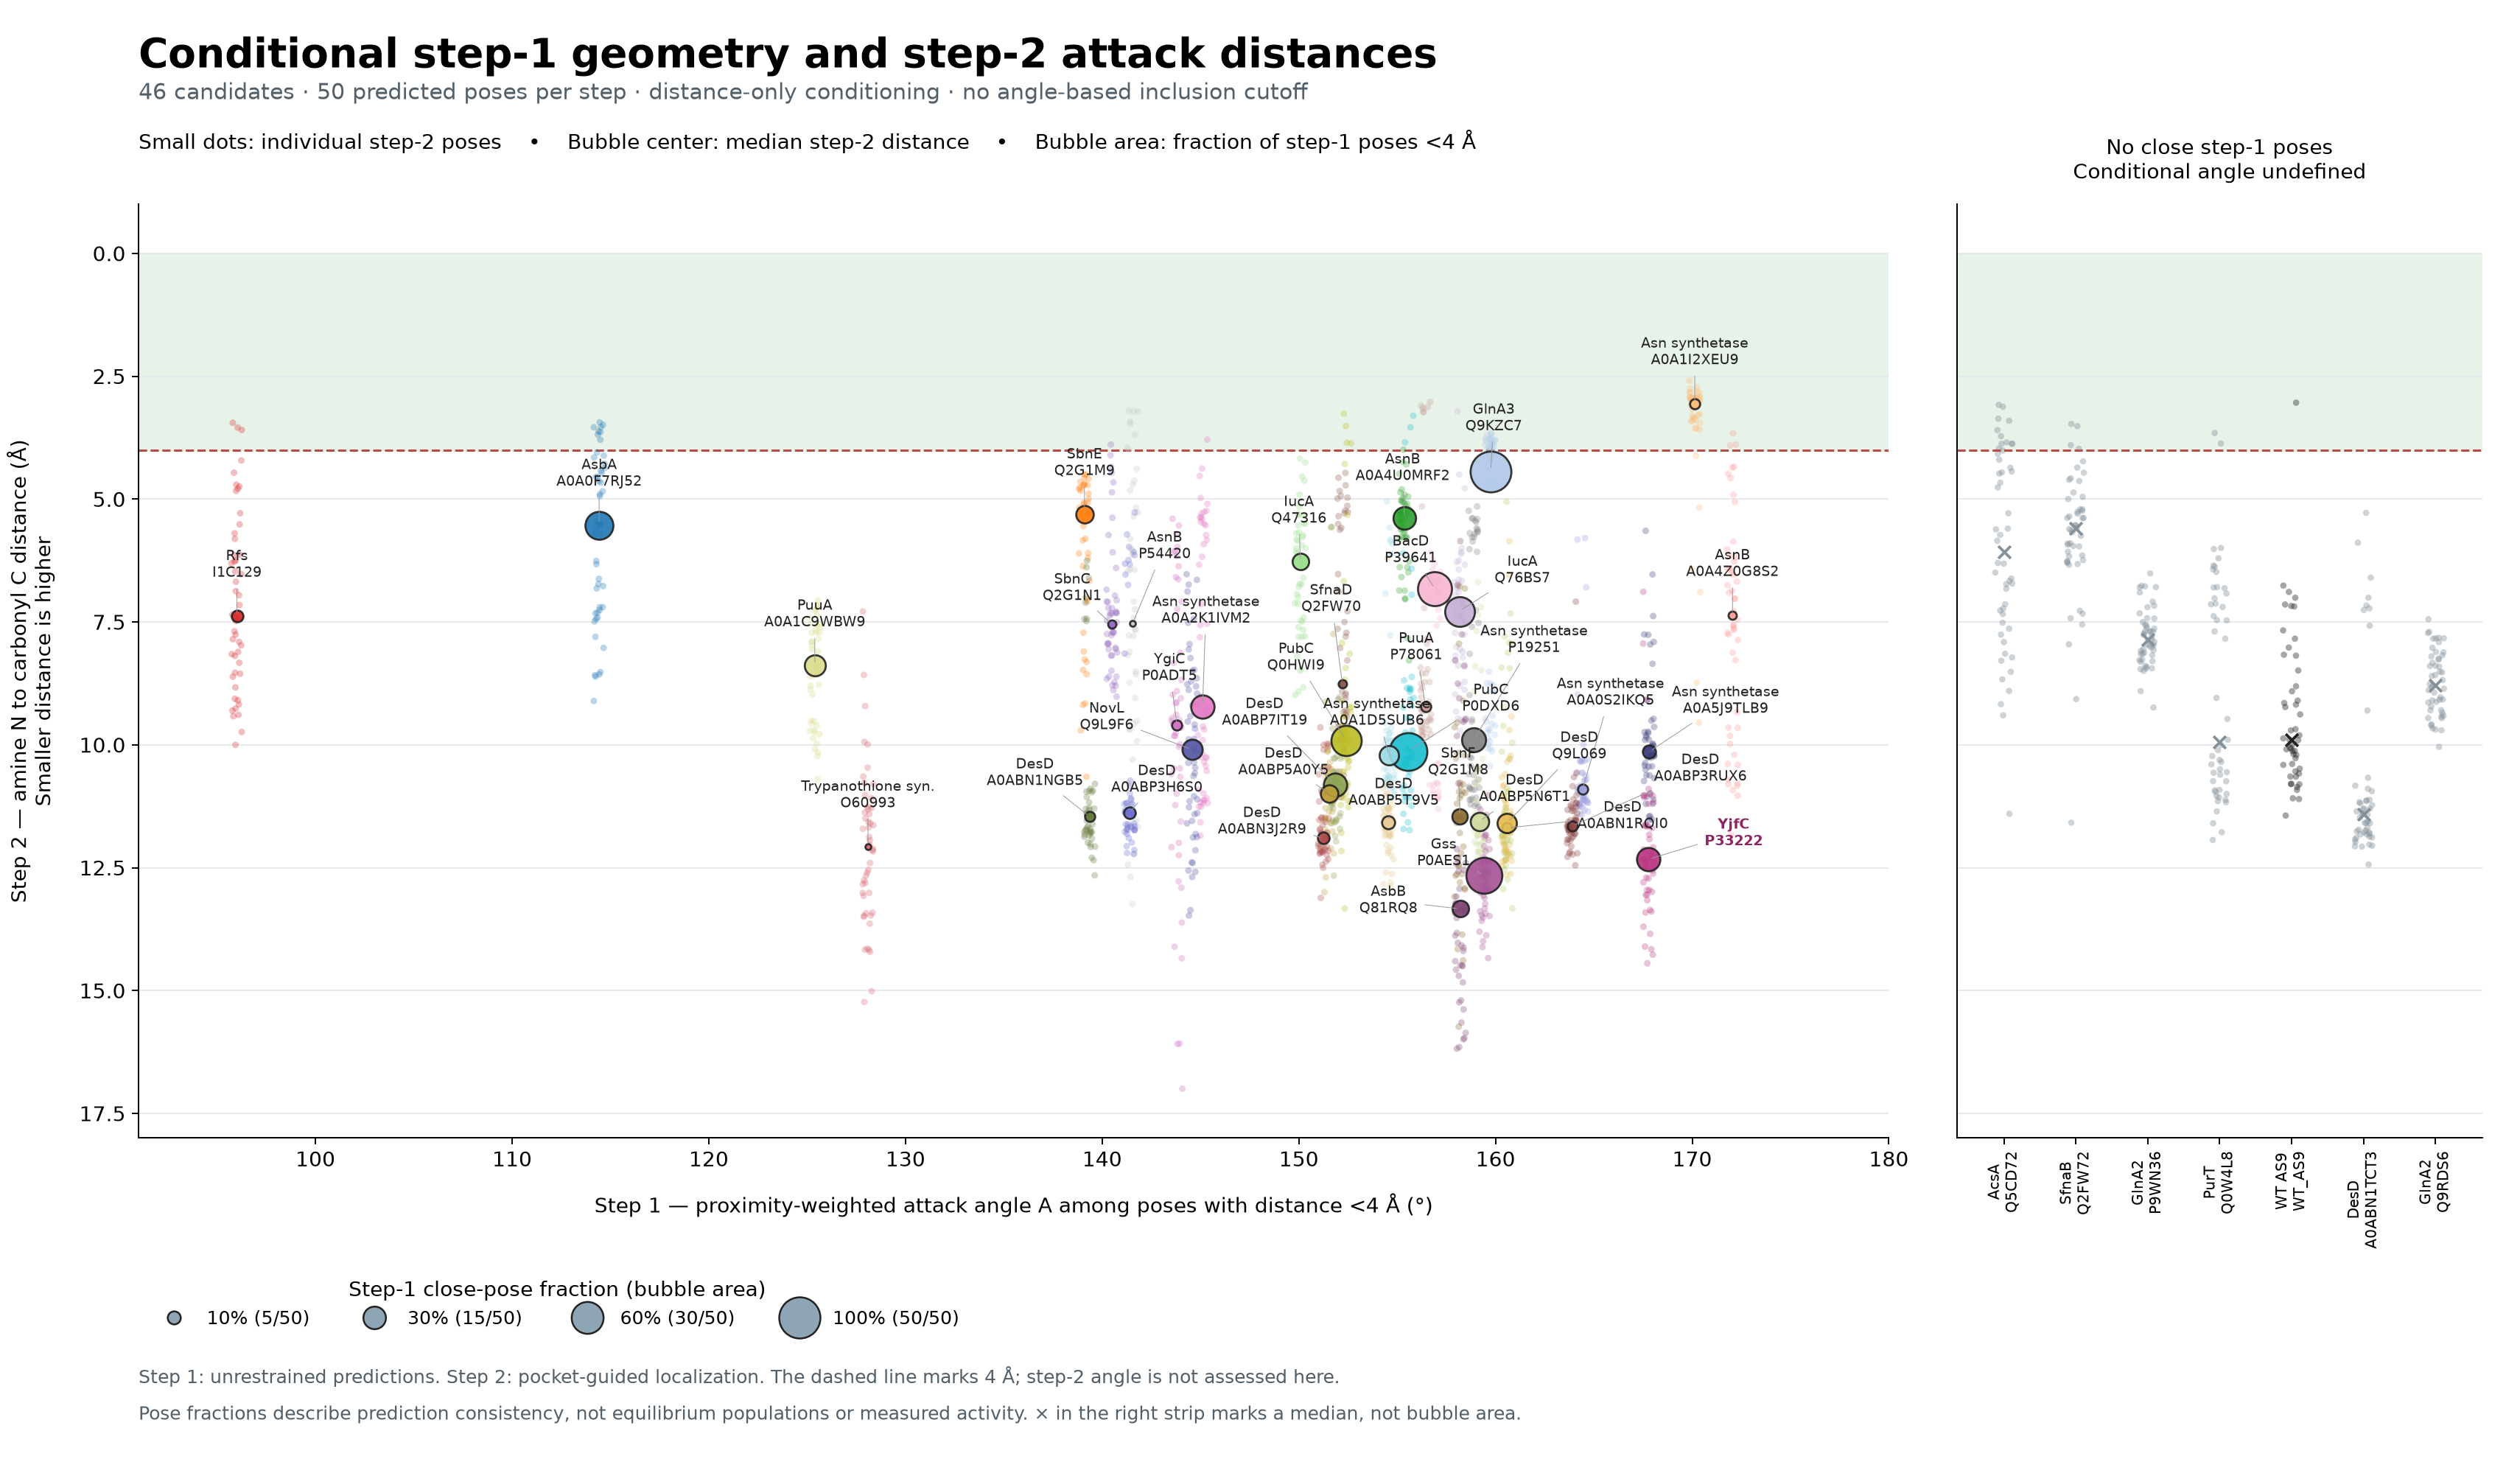 Conditional step-1 geometry and step-2 attack distances
46 candidates · 50 predicted poses per step · distance-only conditioning · no angle-based inclusion cutoff
Small dots: individual step-2 poses • Bubble center: median step-2 distance • Bubble area: fraction of step-1 poses <4 Å
No close step-1 poses
Conditional angle undefined
Step 2 — amine N to carbonyl C distance (Å)
Smaller distance is higher
0.0
2.5
5.0
7.5
10.0
12.5
15.0
17.5
Asn synthetase
A0A1I2XEU9
GlnA3
Q9KZC7
SbnE
Q2G1M9
AsbA
A0A0F7RJ52
AsnB
A0A4U0MRF2
IucA
Q47316
Rfs
I1C129
AsnB
P54420
BacD
P39641
IucA
Q76BS7
AsnB
A0A4Z0G8S2
SbnC
Q2G1N1
PuuA
A0A1C9WBW9
Asn synthetase
A0A2K1IVM2
SfnaD
Q2FW70
YgiC
P0ADT5
PubC
Q0HWI9
PuuA
P78061
Asn synthetase
P19251
NovL
Q9L9F6
DesD
A0ABP7IT19
Asn synthetase
A0A1D5SUB6
PubC
P0DXD6
Asn synthetase
A0A0S2IKQ5
Asn synthetase
A0A5J9TLB9
DesD
A0ABN1NGB5
DesD
A0ABP3H6S0
DesD
A0ABP5A0Y5
SbnF
Q2G1M8
DesD
Q9L069
DesD
A0ABP3RUX6
Trypanothione syn.
O60993
DesD
A0ABP5T9V5
DesD
A0ABP5N6T1
DesD
A0ABN3J2R9
DesD
A0ABN1RQI0
YjfC
P33222
Gss
P0AES1
AsbB
Q81RQ8
100
110
120
130
140
150
160
170
180
Step 1 — proximity-weighted attack angle A among poses with distance <4 Å (°)
AcsA
Q5CD72
SfnaB
Q2FW72
GlnA2
P9WN36
PurT
Q0W4L8
WT AS9
WT_AS9
DesD
A0ABN1TCT3
GlnA2
Q9RDS6
Step-1 close-pose fraction (bubble area)
10% (5/50)
30% (15/50)
60% (30/50)
100% (50/50)
Step 1: unrestrained predictions. Step 2: pocket-guided localization. The dashed line marks 4 Å; step-2 angle is not assessed here.
Pose fractions describe prediction consistency, not equilibrium populations or measured activity. × in the right strip marks a median, not bubble area.